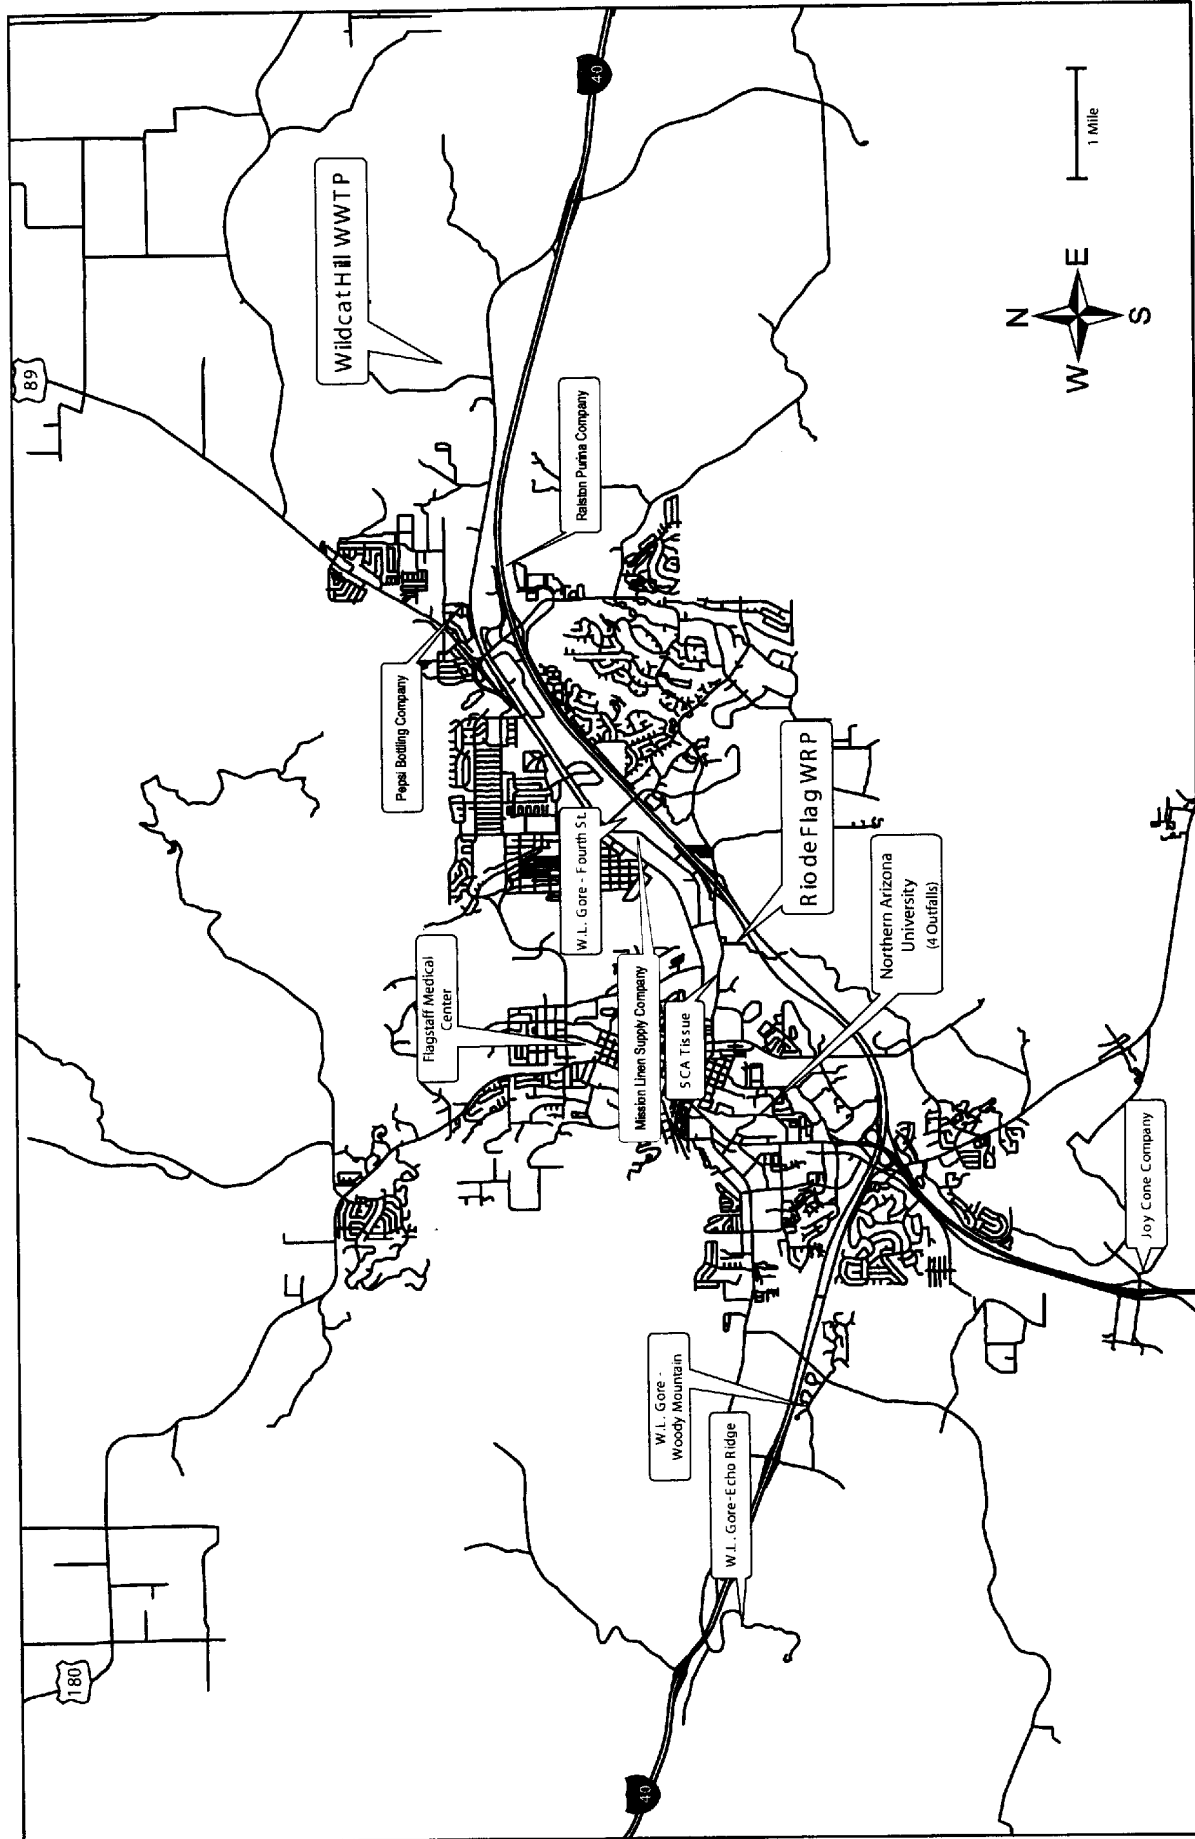 89
40
Wildcat Hill WWTP
Ralston Purina Company
Pepsi Bottling Company
W.L. Gore - Fourth St.
Rio de Flag WRP
Northern Arizona
University
(4 Outfalls)
Flagstaff Medical
Center
Mission Linen Supply Company
SCA Tissue
Joy Cone Company
W.L. Gore -
Woody Mountain
W.L. Gore-Echo Ridge
180
40
N
W
E
S
1 Mile